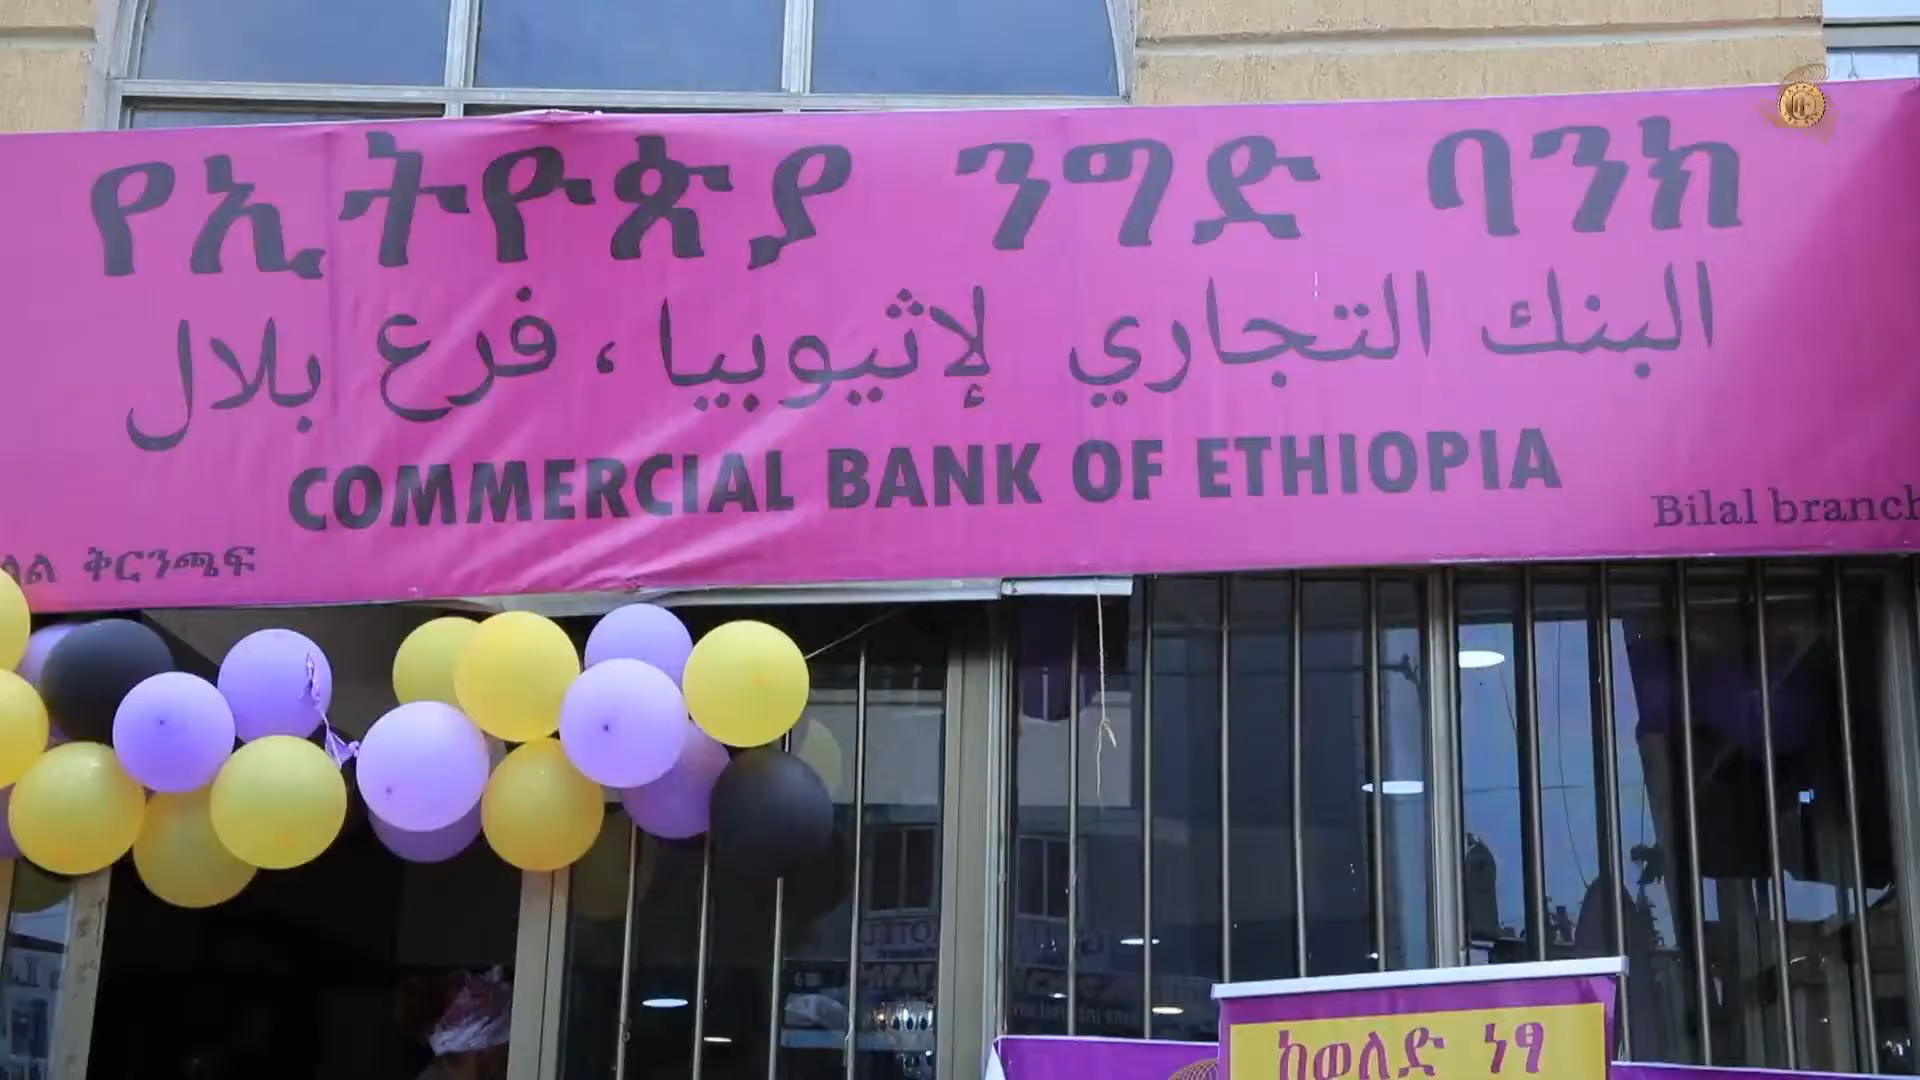 የኢትዮጵያ ንግድ ባንክ
البنك التجاري لإثيوبيا، فرع بلال
COMMERCIAL BANK OF ETHIOPIA
Bilal branch
ቅርንጫፍ
ከወለድ ነፃ